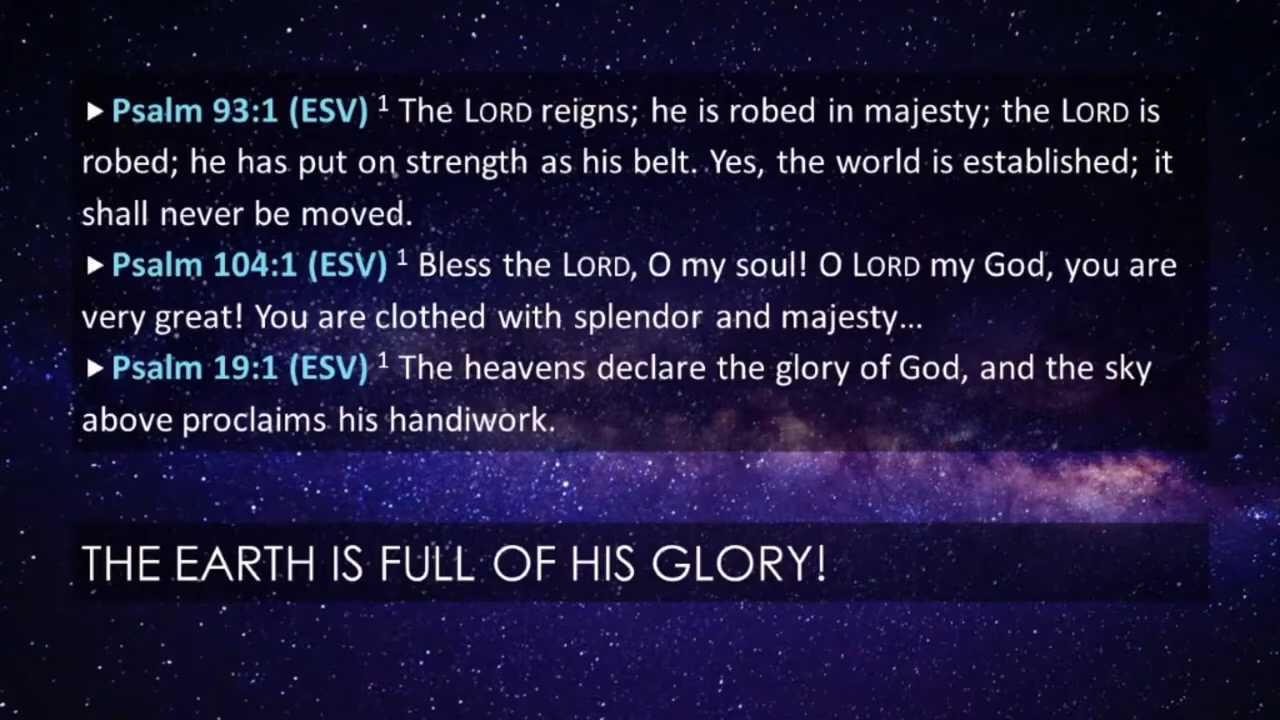 ▶ Psalm 93:1 (ESV) ¹ The LORD reigns; he is robed in majesty; the LORD is
robed; he has put on strength as his belt. Yes, the world is established; it
shall never be moved.
▶ Psalm 104:1 (ESV) ¹ Bless the LORD, O my soul! O LORD my God, you are
very great! You are clothed with splendor and majesty...
▶ Psalm 19:1 (ESV) ¹ The heavens declare the glory of God, and the sky
above proclaims his handiwork.
THE EARTH IS FULL OF HIS GLORY!